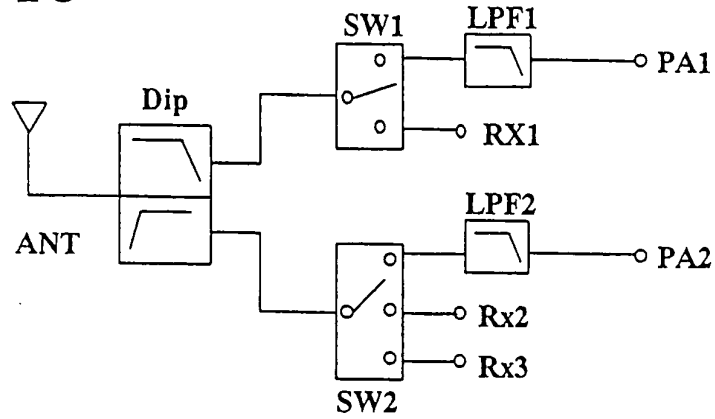 SW1
LPF1
PA1
Dip
RX1
LPF2
ANT
PA2
Rx2
Rx3
SW2